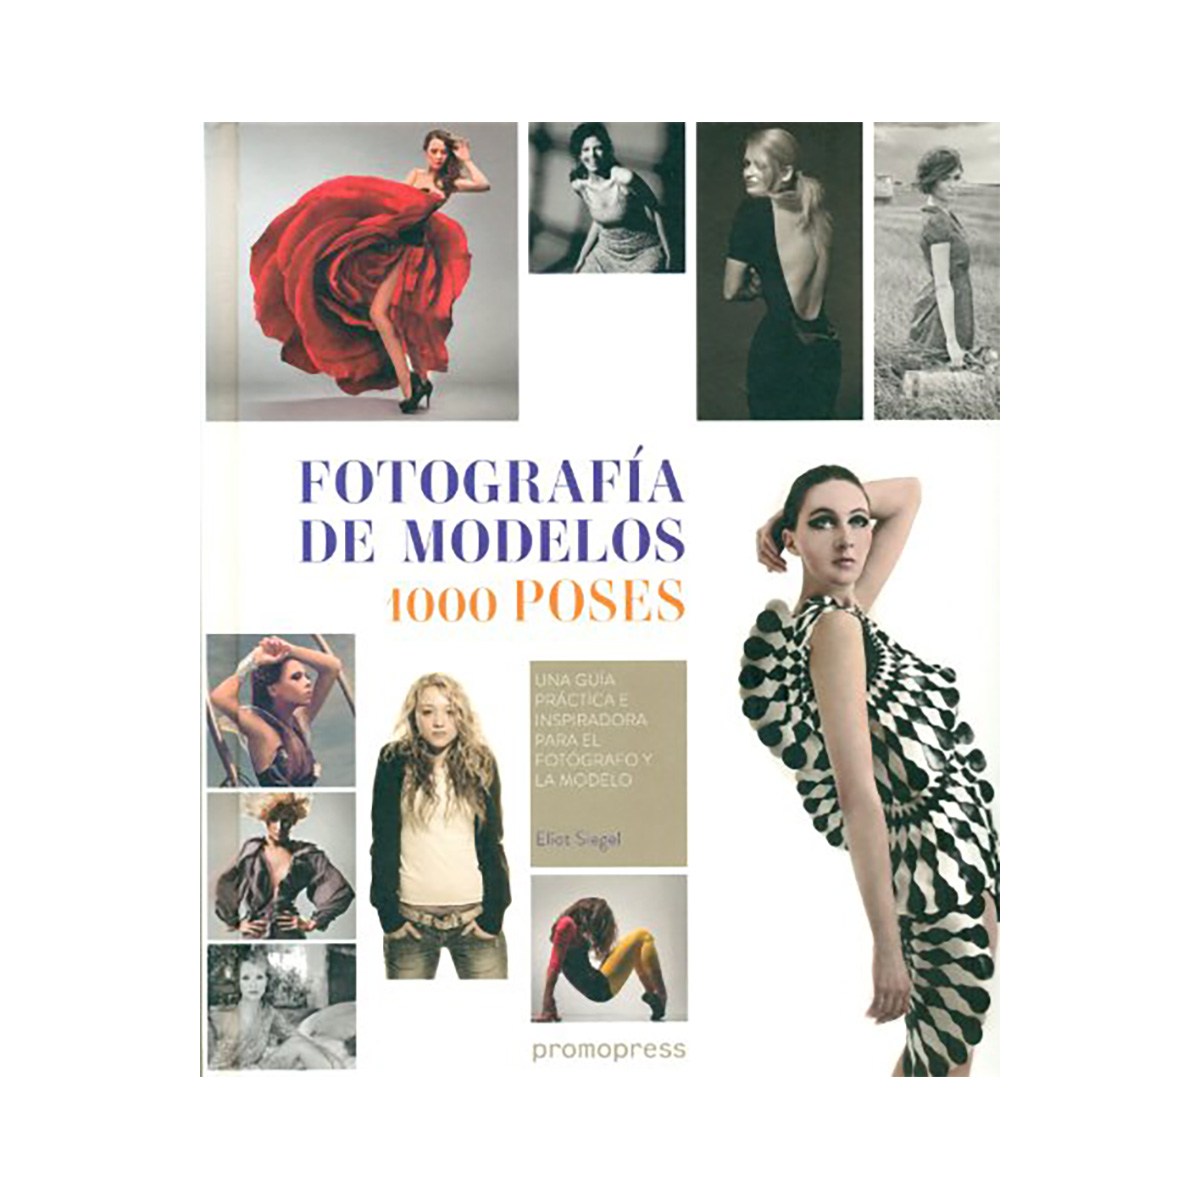 FOTOGRAFÍA
DE MODELOS
1000 POSES
UNA GUÍA
PRÁCTICA E
INSPIRADORA
PARA EL
FOTÓGRAFO Y
LA MODELO
Eliot Siegel
promopress